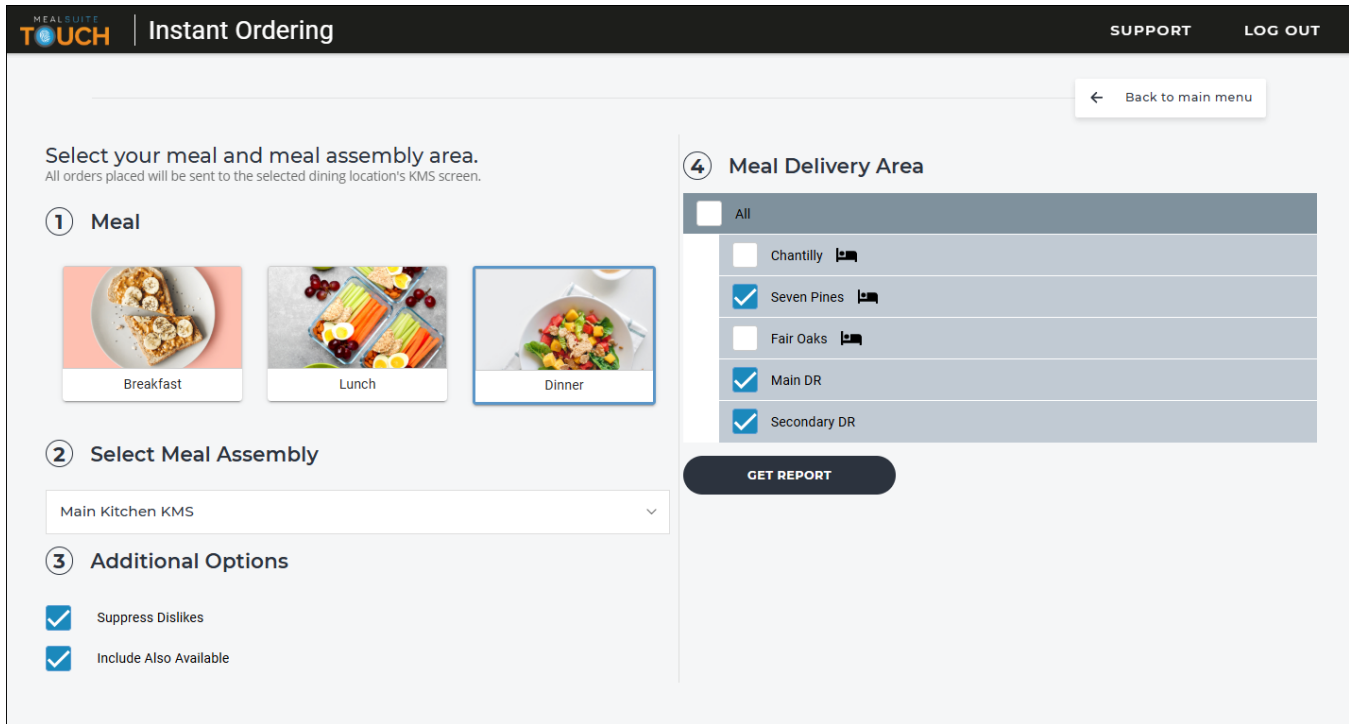 MEALSUITE
TOUCH
Instant Ordering
SUPPORT
LOG OUT
Back to main menu
Select your meal and meal assembly area.
All orders placed will be sent to the selected dining location's KMS screen.
1 Meal
Breakfast
Lunch
Dinner
2 Select Meal Assembly
Main Kitchen KMS
3 Additional Options
Suppress Dislikes
Include Also Available
4 Meal Delivery Area
All
Chantilly
Seven Pines
Fair Oaks
Main DR
Secondary DR
GET REPORT